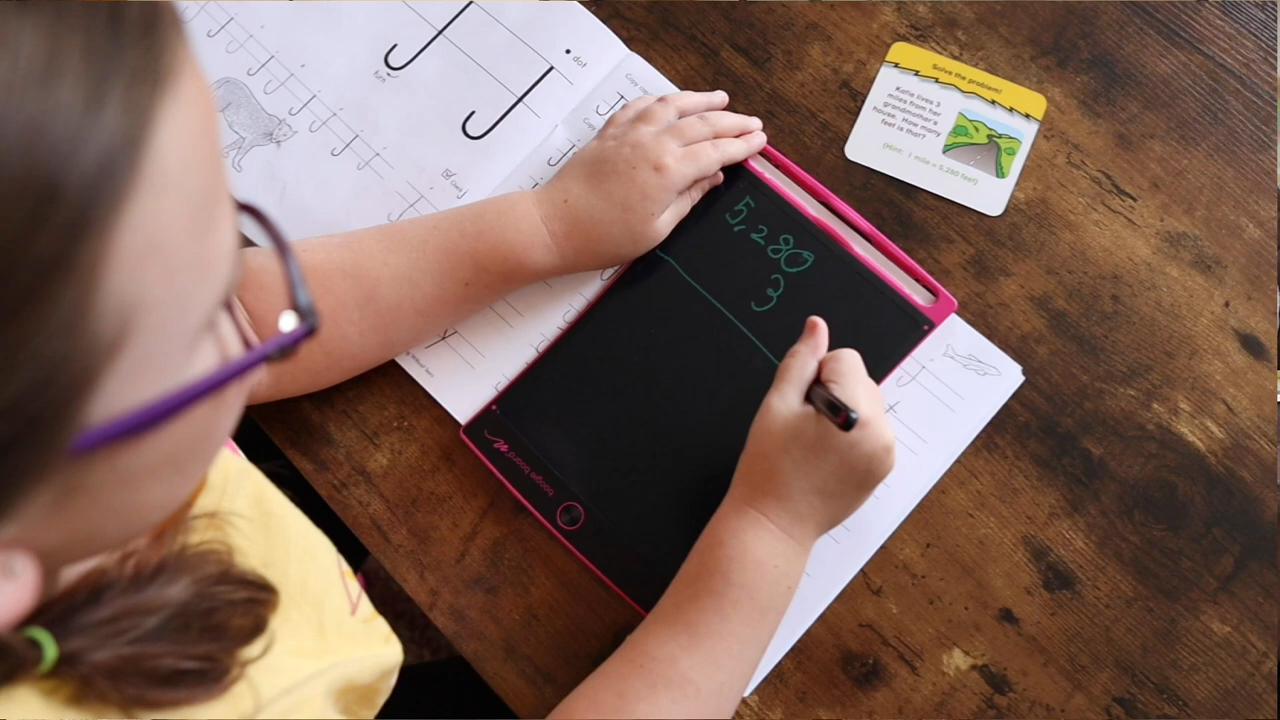 J J
turn
dot
Copy
J
Solve the problem!
Katie lives 3
miles from her
grandmother's
house. How many
feet is that?
(Hint: 1 mile = 5,280 feet)
5,280
3
boogie board